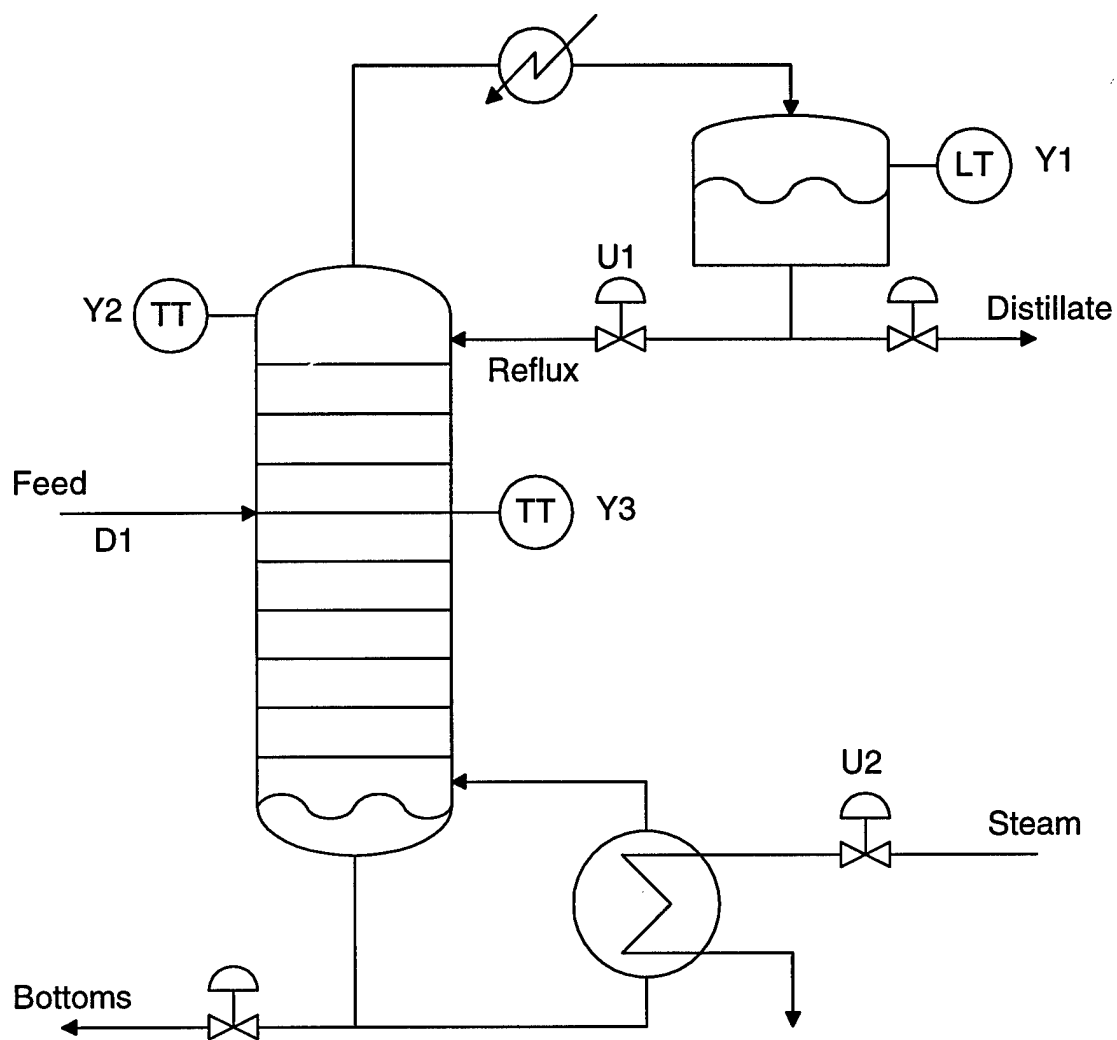 LT
Y1
U1
Y2
TT
Distillate
Reflux
Feed
TT
Y3
D1
U2
Steam
Bottoms